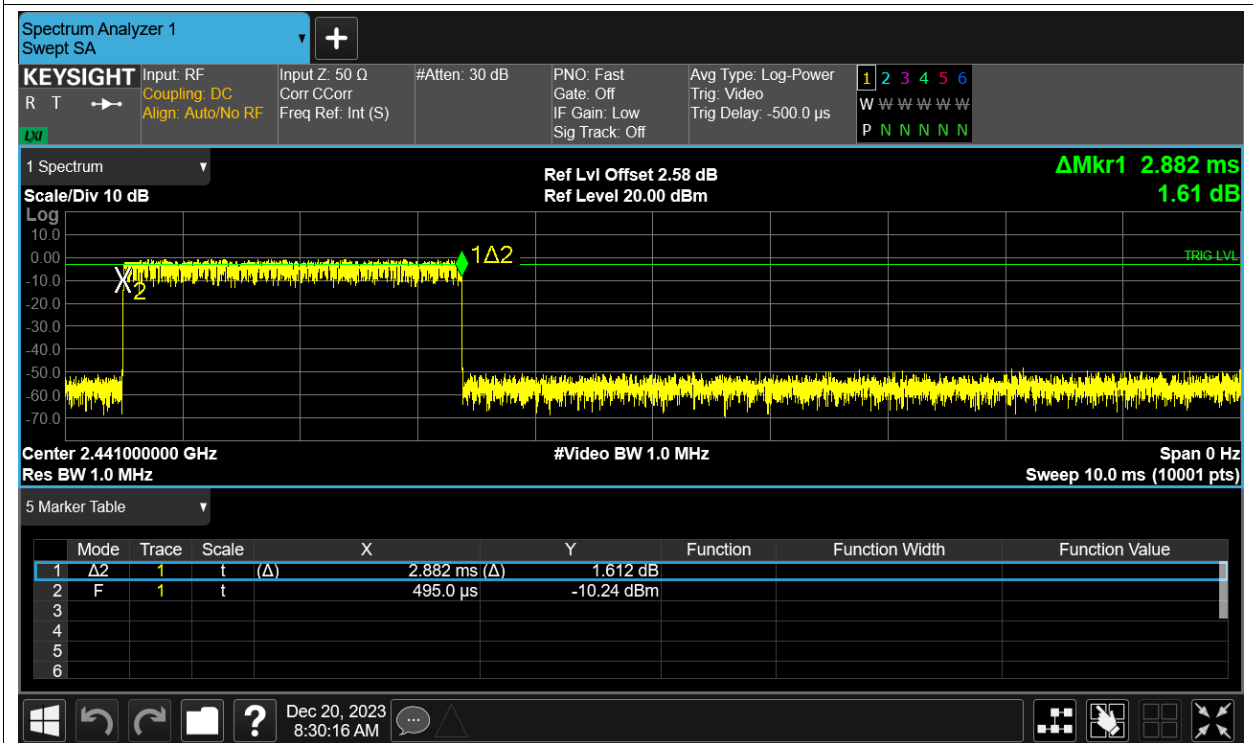 Spectrum Analyzer 1
Swept SA
KEYSIGHT
R T
LXI
Input: RF
Coupling: DC
Align: Auto/No RF
Input Z: 50 Ω
Corr CCorr
Freq Ref: Int (S)
#Atten: 30 dB
PNO: Fast
Gate: Off
IF Gain: Low
Sig Track: Off
Avg Type: Log-Power
Trig: Video
Trig Delay: -500.0 µs
1 2 3 4 5 6
W W W W W W
P N N N N N
1 Spectrum
Scale/Div 10 dB
Ref Lvl Offset 2.58 dB
Ref Level 20.00 dBm
ΔMkr1 2.882 ms
1.61 dB
Log
10.0
0.00
-10.0
-20.0
-30.0
-40.0
-50.0
-60.0
-70.0
1Δ2
2
TRIG LVL
Center 2.441000000 GHz
#Video BW 1.0 MHz
Span 0 Hz
Res BW 1.0 MHz
Sweep 10.0 ms (10001 pts)
5 Marker Table
Mode Trace Scale X Y Function Function Width Function Value
1 Δ2 1 t (Δ) 2.882 ms (Δ) 1.612 dB
2 F 1 t 495.0 µs -10.24 dBm
3
4
5
6
?
Dec 20, 2023
8:30:16 AM